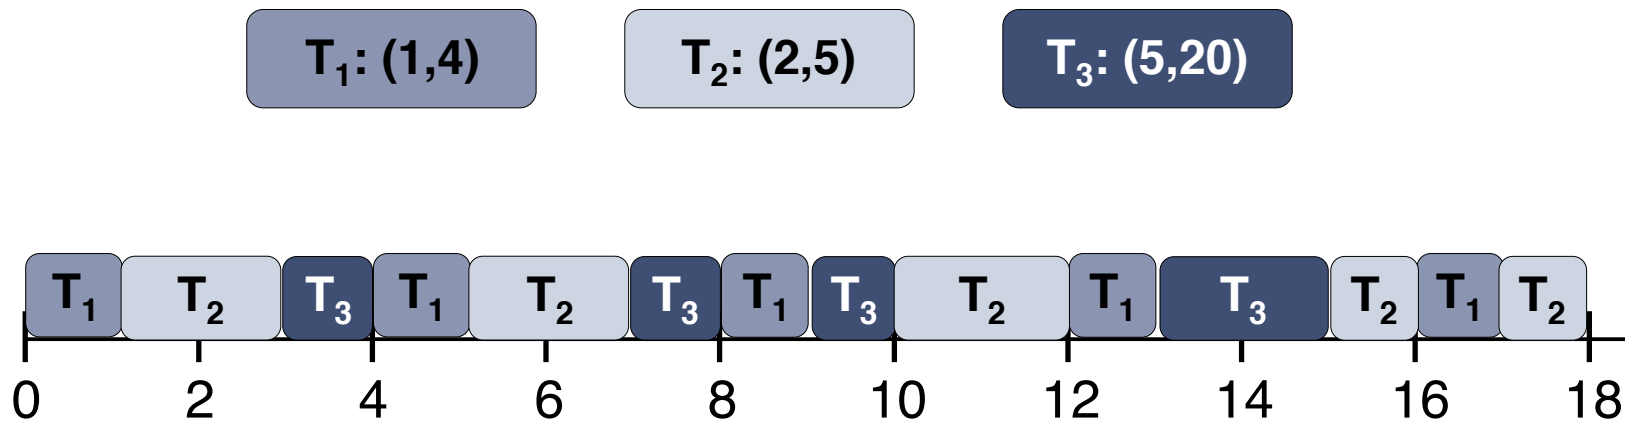 T₁: (1,4) T₂: (2,5) T₃: (5,20)
T₁ T₂ T₃ T₁ T₂ T₃ T₁ T₃ T₂ T₁ T₃ T₂ T₁ T₂
0 2 4 6 8 10 12 14 16 18